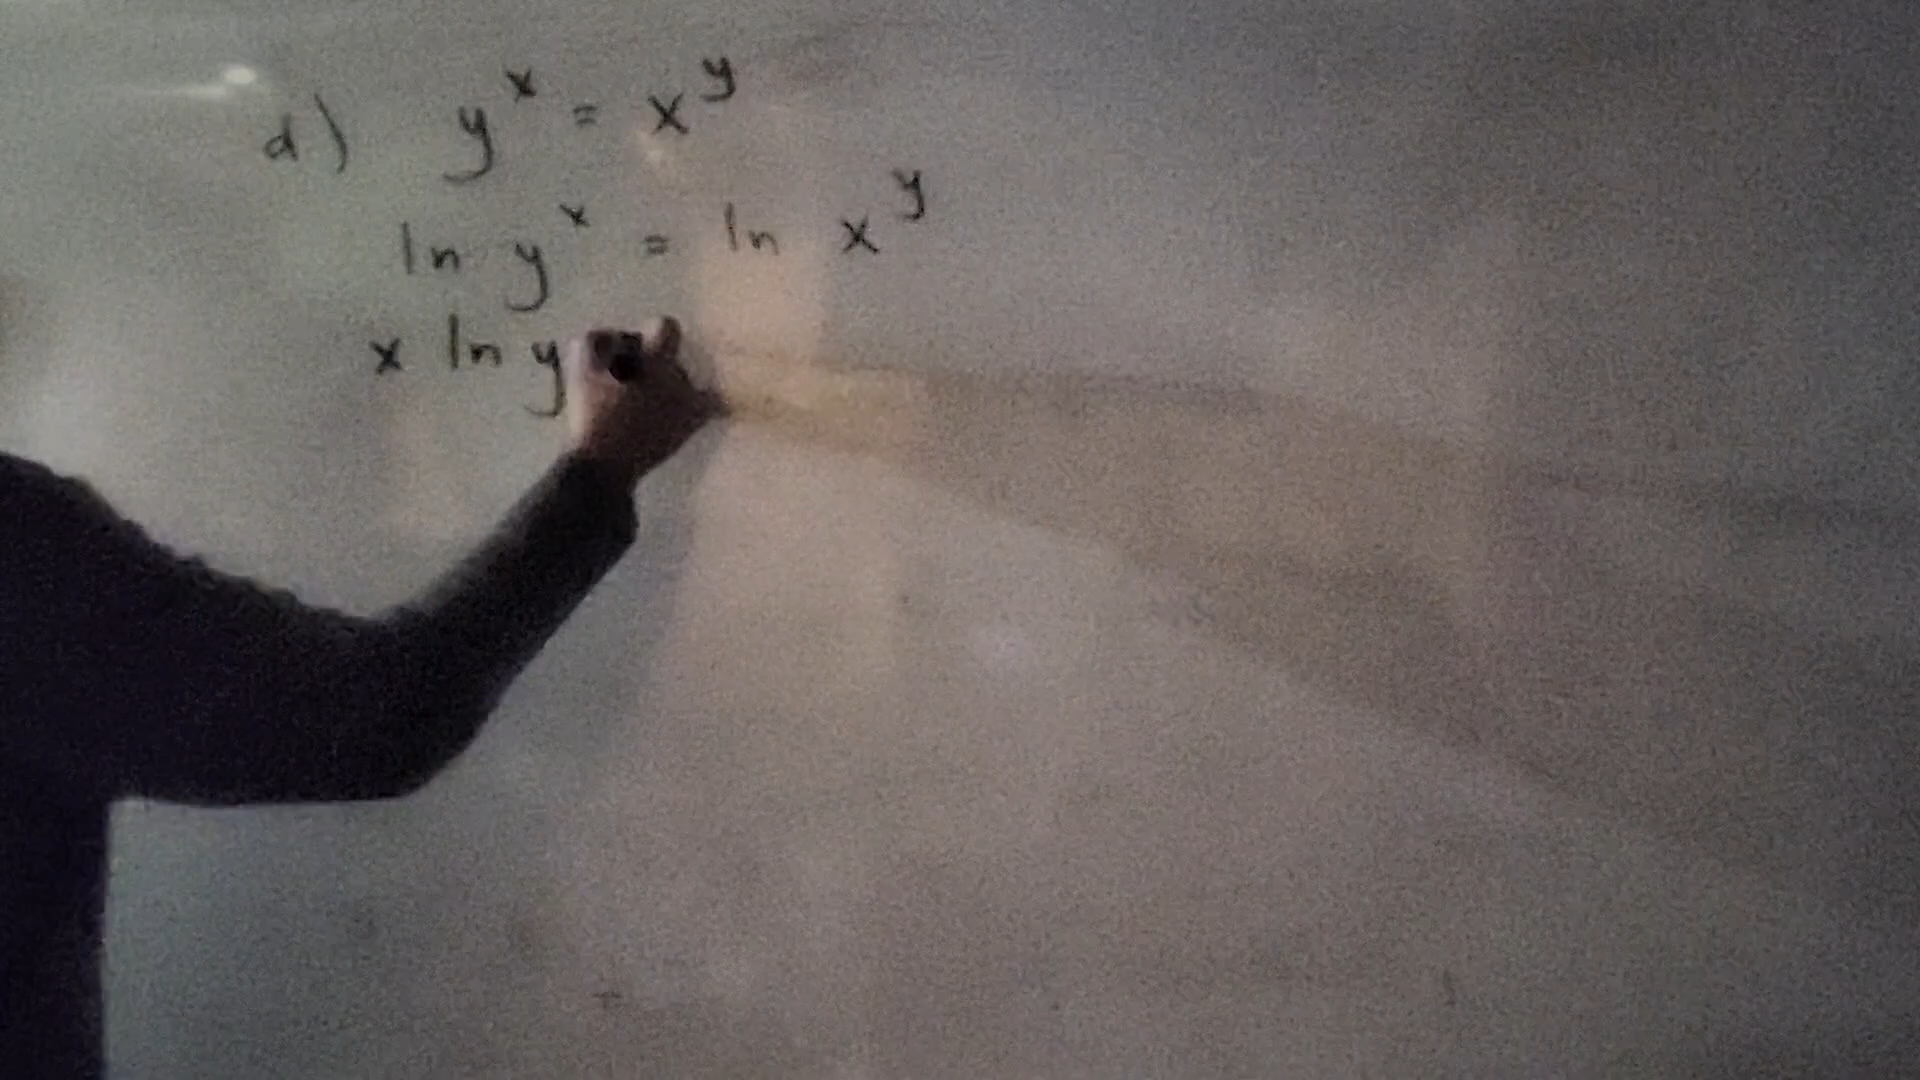 d) y^x = x^y
ln y^x = ln x^y
x ln y